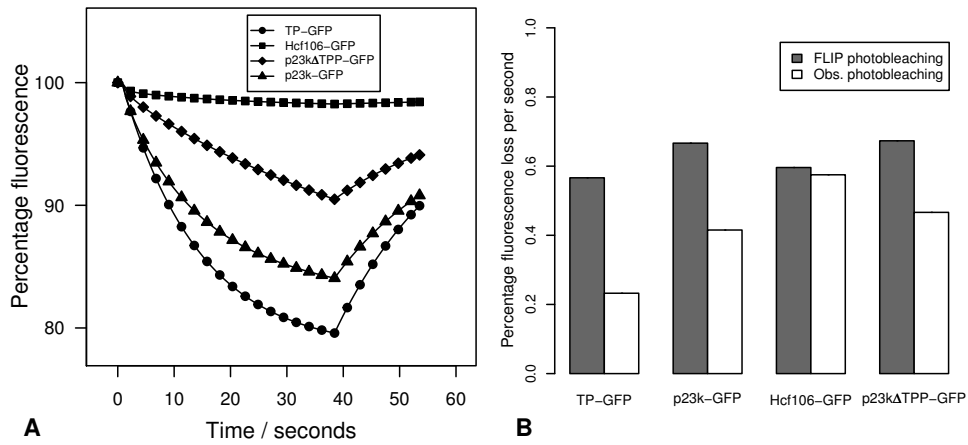 TP−GFP
Hcf106−GFP
p23kΔTPP−GFP
p23k−GFP
Percentage fluorescence
100
90
80
0 10 20 30 40 50 60
Time / seconds
A
FLIP photobleaching
Obs. photobleaching
Percentage fluorescence loss per second
1.0
0.8
0.6
0.4
0.2
0.0
TP−GFP p23k−GFP Hcf106−GFP p23kΔTPP−GFP
B